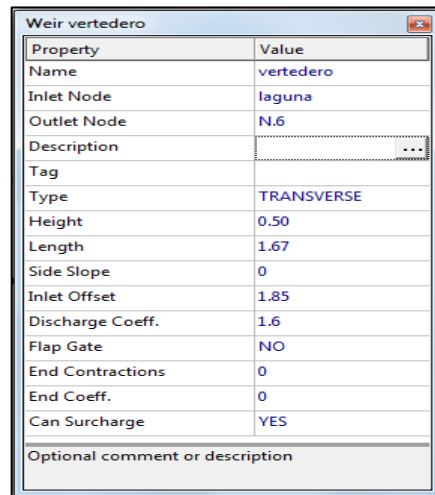 Weir vertedero
Property Value
Name vertedero
Inlet Node laguna
Outlet Node N.6
Description ...
Tag
Type TRANSVERSE
Height 0.50
Length 1.67
Side Slope 0
Inlet Offset 1.85
Discharge Coeff. 1.6
Flap Gate NO
End Contractions 0
End Coeff. 0
Can Surcharge YES
Optional comment or description